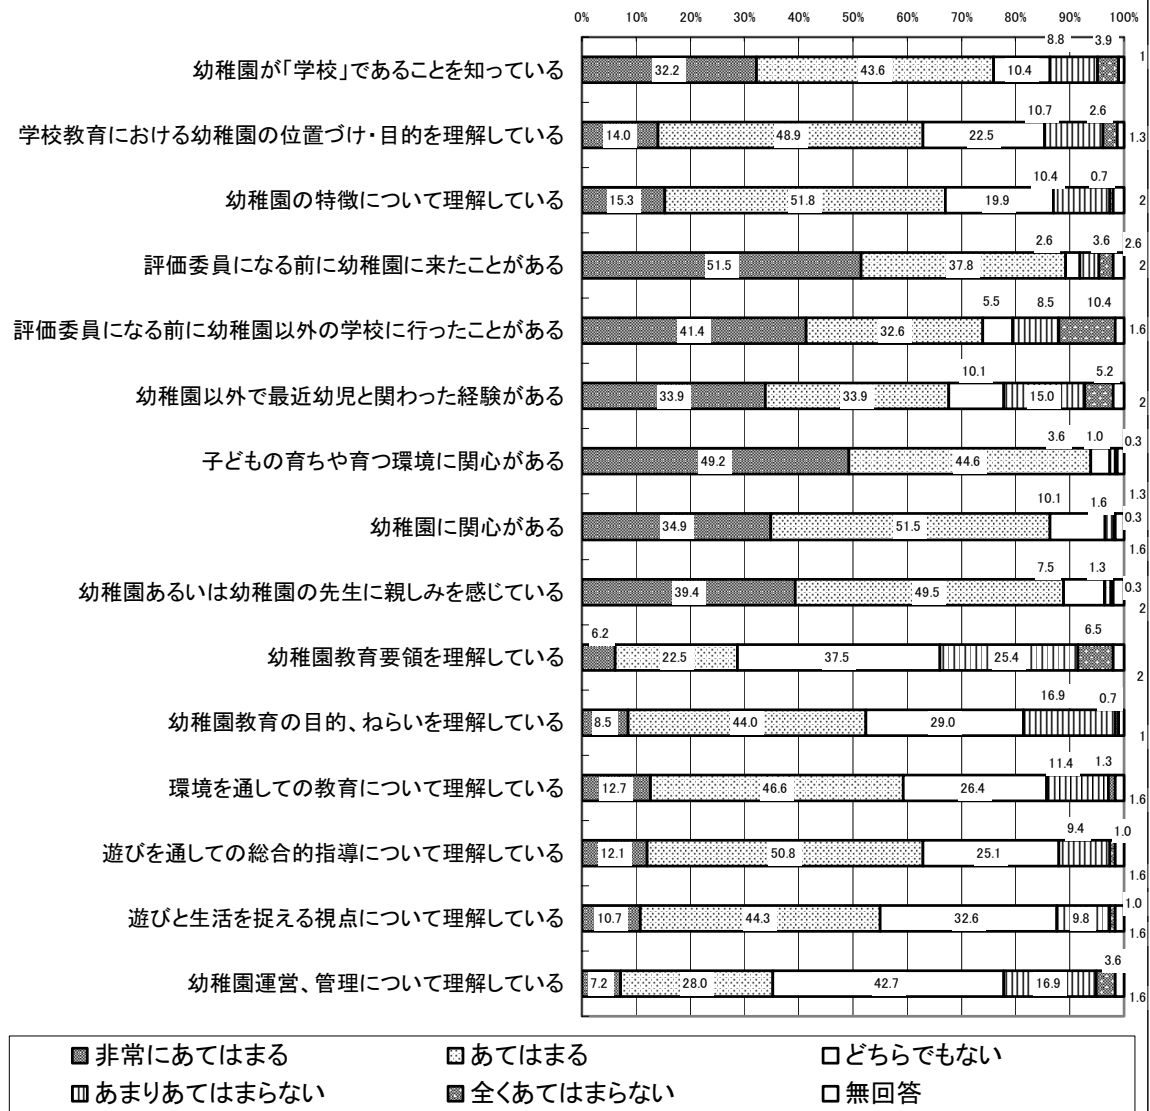 0% 10% 20% 30% 40% 50% 60% 70% 80% 90% 100%
8.8 3.9 1
幼稚園が「学校」であることを知っている 32.2 43.6 10.4
10.7 2.6
学校教育における幼稚園の位置づけ・目的を理解している 14.0 48.9 22.5 1.3
10.4 0.7
幼稚園の特徴について理解している 15.3 51.8 19.9 2
2.6 3.6 2.6
評価委員になる前に幼稚園に来たことがある 51.5 37.8 2
5.5 8.5 10.4
評価委員になる前に幼稚園以外の学校に行ったことがある 41.4 32.6 1.6
10.1 5.2
幼稚園以外で最近幼児と関わった経験がある 33.9 33.9 15.0 2
3.6 1.0 0.3
子どもの育ちや育つ環境に関心がある 49.2 44.6
10.1 1.6 1.3
幼稚園に関心がある 34.9 51.5 0.3
1.6
7.5 1.3
幼稚園あるいは幼稚園の先生に親しみを感じている 39.4 49.5 0.3
2
6.2 6.5
幼稚園教育要領を理解している 22.5 37.5 25.4
2
16.9 0.7
幼稚園教育の目的、ねらいを理解している 8.5 44.0 29.0
1
11.4 1.3
環境を通しての教育について理解している 12.7 46.6 26.4 1.6
9.4 1.0
遊びを通しての総合的指導について理解している 12.1 50.8 25.1
1.6
1.0
遊びと生活を捉える視点について理解している 10.7 44.3 32.6 9.8
1.6
3.6
幼稚園運営、管理について理解している 7.2 28.0 42.7 16.9
1.6
非常にあてはまる あてはまる どちらでもない
あまりあてはまらない 全くあてはまらない 無回答